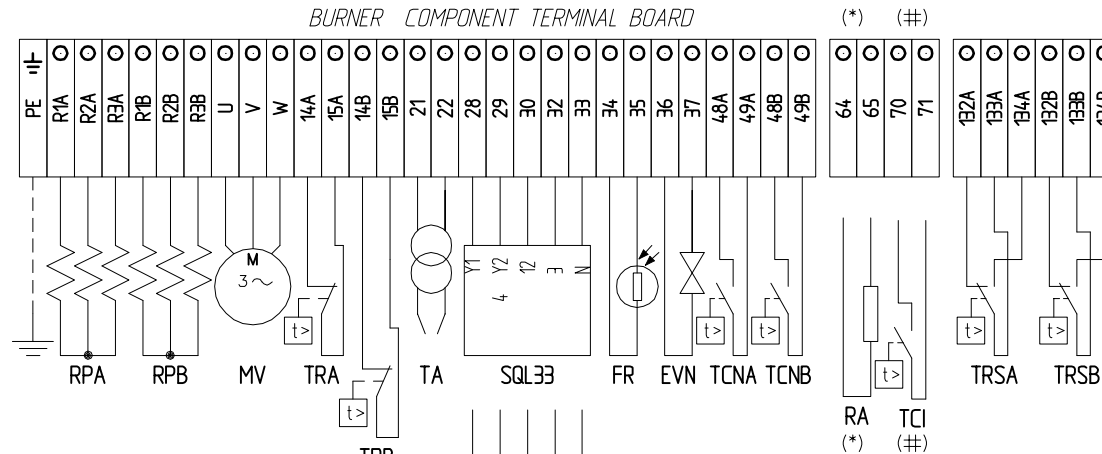 BURNER COMPONENT TERMINAL BOARD (*) (#)
PE R1A R2A R3A R1B R2B R3B U V W 14A 15A 14B 15B 21 22 28 29 30 32 33 34 35 36 37 48A 49A 48B 49B 64 65 70 71 132A 133A 134A 132B 133B
M
3~
Y1 Y2 12 3 N
4
t> t> t> t> t> t>
RPA RPB MV TRA TA SQL33 FR EVN TCNA TCNB TRSA TRSB
t>
RA TCI
(*) (#)